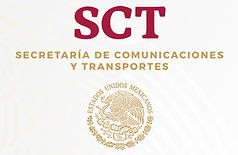 SCT
SECRETARÍA DE COMUNICACIONES
Y TRANSPORTES
ESTADOS UNIDOS MEXICANOS